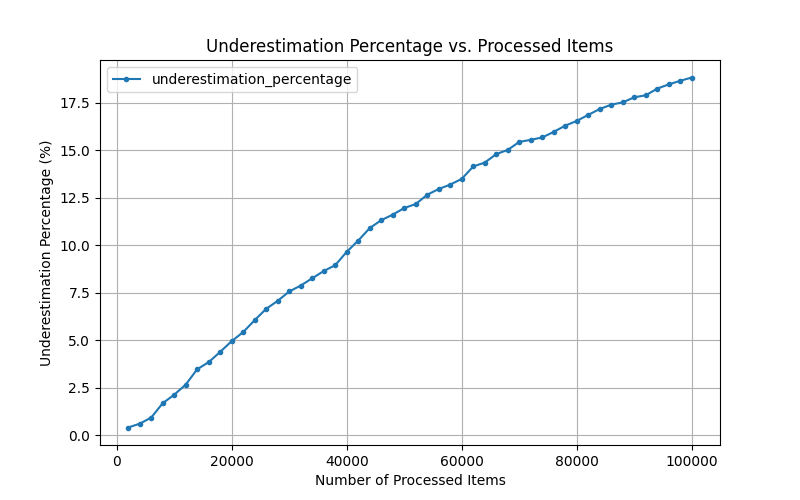 Underestimation Percentage vs. Processed Items
underestimation_percentage
Underestimation Percentage (%)
17.5
15.0
12.5
10.0
7.5
5.0
2.5
0.0
0 20000 40000 60000 80000 100000
Number of Processed Items